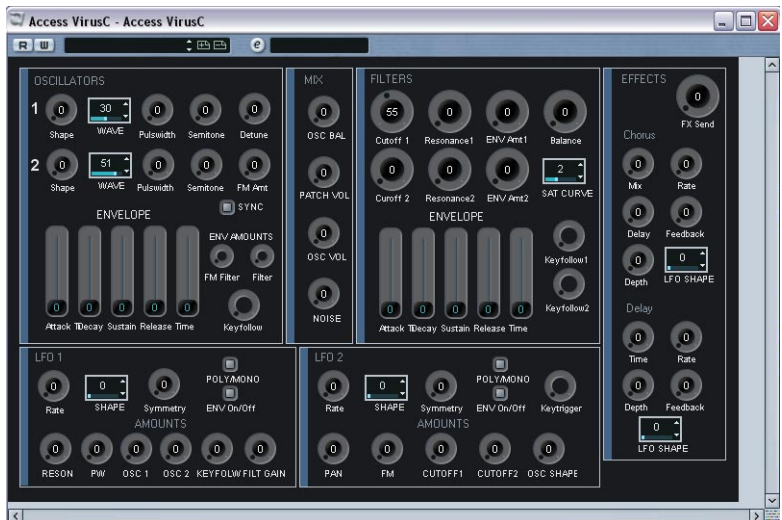 Access VirusC - Access VirusC
R W e
OSCILLATORS
1 0 30 0 0 0
Shape WAVE Pulswidth Semitone Detune
2 0 51 0 0 0
Shape WAVE Pulswidth Semitone FM Amt
SYNC
ENVELOPE
ENV AMOUNTS
0 0
FM Filter Filter
0 0 0 0 0
Keyfollow
Attack TiDecay Sustain Release Time
MIX
0
OSC BAL
0
PATCH VOL
0
OSC VOL
0
NOISE
FILTERS
55 0 0 0
Cutoff 1 Resonance1 ENV Amt1 Balance
0 0 0 2
Curoff 2 Resonance2 ENV Amt2 SAT CURVE
ENVELOPE
Keyfollow1
Keyfollow2
0 0 0 0 0
Attack TiDecay Sustain Release Time
EFFECTS
0
FX Send
Chorus
0 0
Mix Rate
0 0
Delay Feedback
0 0
Depth LFO SHAPE
Delay
0 0
Time Rate
0 0
Depth Feedback
0
LFO SHAPE
LFO 1
0 0 0
POLY/MONO
Rate SHAPE Symmetry ENV On/Off
AMOUNTS
0 0 0 0 0 0
RESON PW OSC 1 OSC 2 KEYFOLW FILT GAIN
LFO 2
0 0 0
POLY/MONO
Rate SHAPE Symmetry ENV On/Off Keytrigger
AMOUNTS
0 0 0 0 0
PAN FM CUTOFF1 CUTOFF2 OSC SHAPE